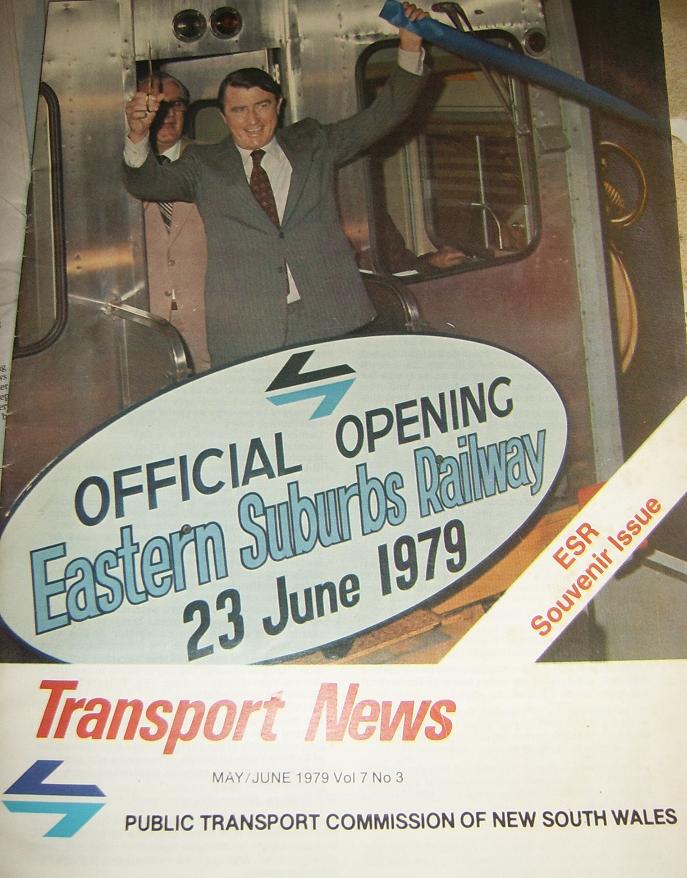 OFFICIAL OPENING
Eastern Suburbs Railway
23 June 1979
ESR
Souvenir Issue
Transport News
MAY/JUNE 1979 Vol 7 No 3
PUBLIC TRANSPORT COMMISSION OF NEW SOUTH WALES